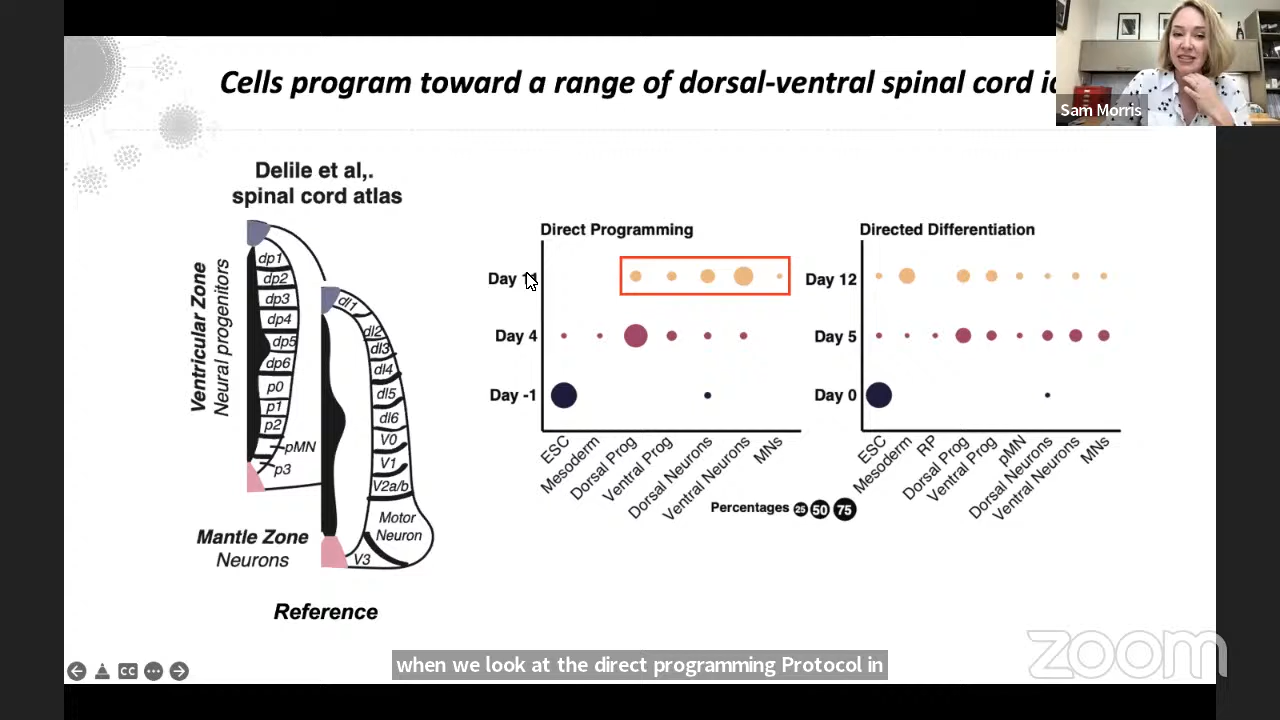 Cells program toward a range of dorsal-ventral spinal cord
Sam Morris
Delile et al,.
spinal cord atlas
Ventricular Zone
Neural progenitors
dp1
dp2
dp3
dp4
dp5
dp6
p0
p1
p2
pMN
p3
dl1
dl2
dl3
dl4
dl5
dl6
V0
V1
V2a/b
Motor
Neuron
V3
Mantle Zone
Neurons
Reference
Direct Programming
Day
Day 4
Day -1
ESC
Mesoderm
Dorsal Prog
Ventral Prog
Dorsal Neurons
Ventral Neurons
MNs
Directed Differentiation
Day 12
Day 5
Day 0
ESC
Mesoderm
RP
Dorsal Prog
Ventral Prog
pMN
Dorsal Neurons
Ventral Neurons
MNs
Percentages 25 50 75
CC
when we look at the direct programming Protocol in
zoom